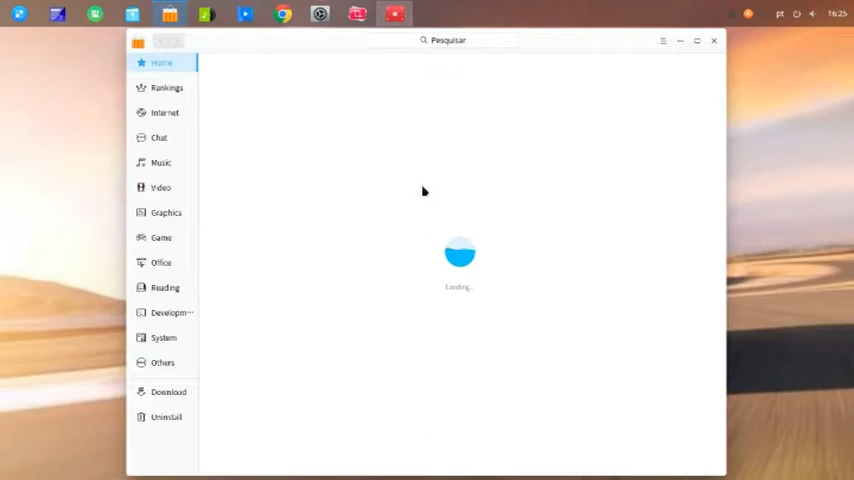 pt
16:25
Pesquisar
Home
Rankings
Internet
Chat
Music
Video
Graphics
Game
Office
Reading
Developm···
System
Others
Download
Uninstall
Loading...